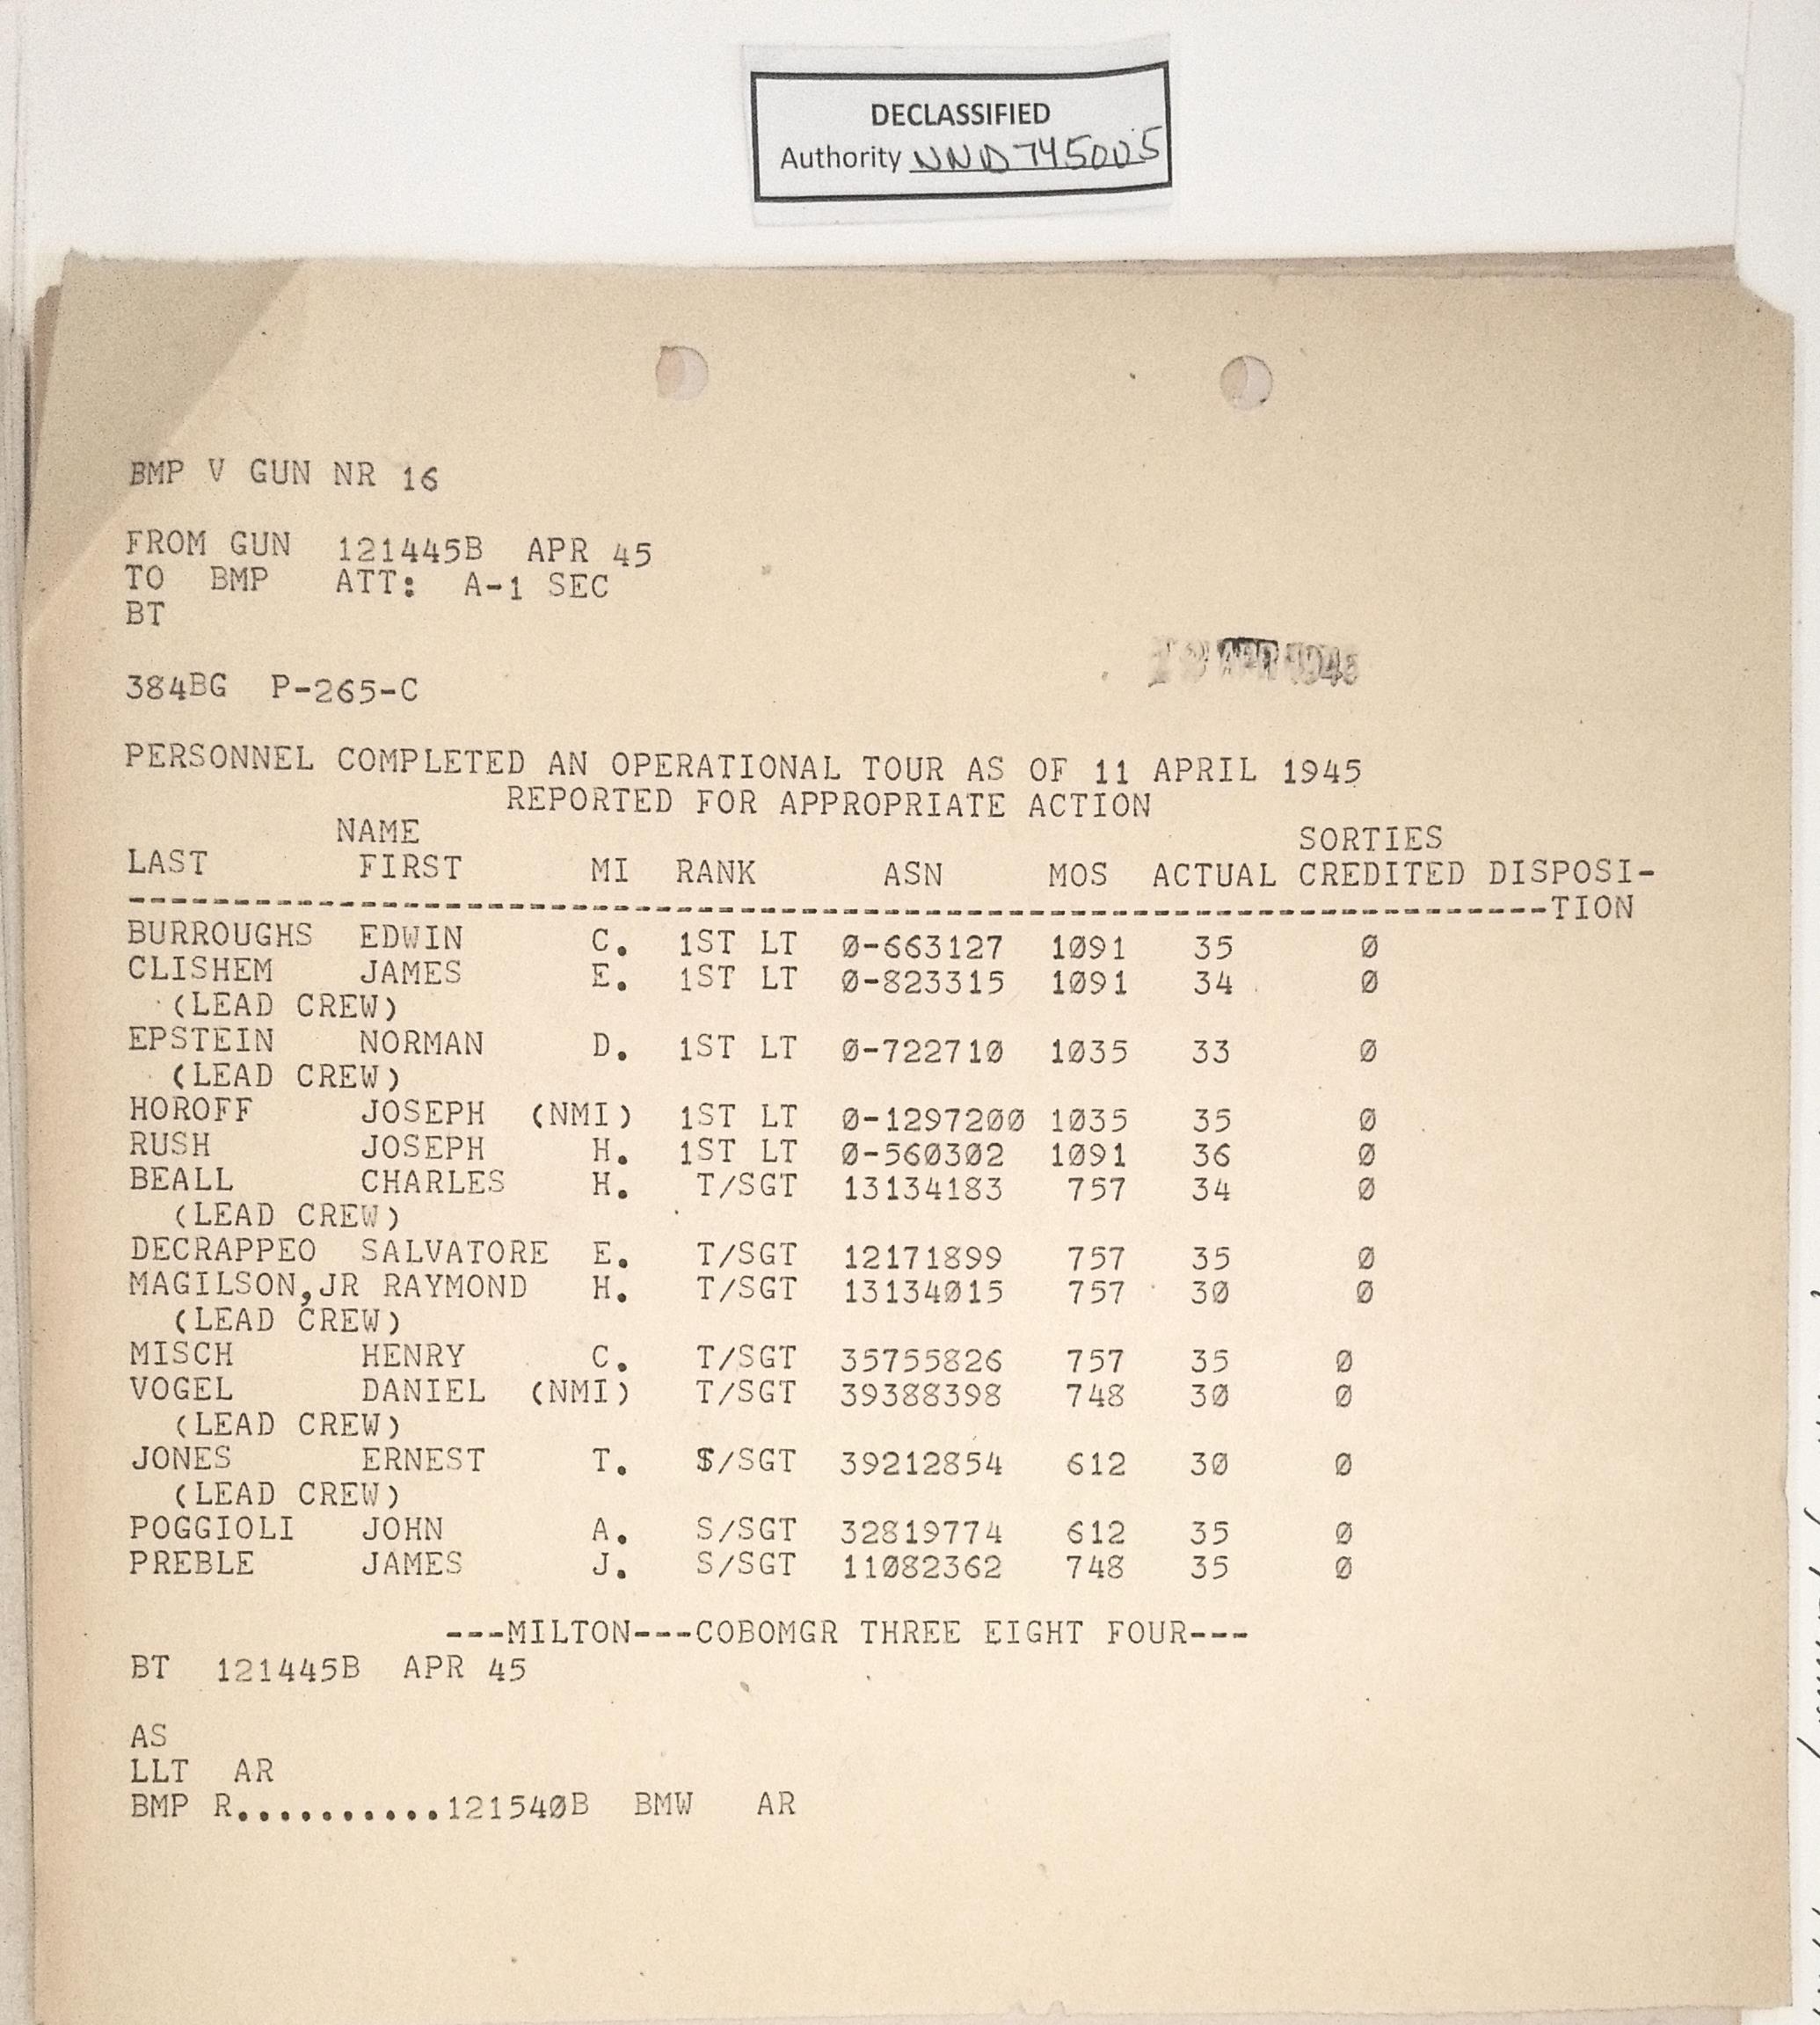 DECLASSIFIED
Authority NND 745005
BMP V GUN NR 16
FROM GUN 121445B APR 45
TO BMP ATT: A-1 SEC
BT
APR 1945
384BG P-265-C
PERSONNEL COMPLETED AN OPERATIONAL TOUR AS OF 11 APRIL 1945
REPORTED FOR APPROPRIATE ACTION
NAME SORTIES
LAST FIRST MI RANK ASN MOS ACTUAL CREDITED DISPOSI-
--------------------------------------------------------------------TION
BURROUGHS EDWIN C. 1ST LT Ø-663127 1Ø91 35 Ø
CLISHEM JAMES E. 1ST LT Ø-823315 1Ø91 34 Ø
(LEAD CREW)
EPSTEIN NORMAN D. 1ST LT Ø-72271Ø 1Ø35 33 Ø
(LEAD CREW)
HOROFF JOSEPH (NMI) 1ST LT Ø-12972ØØ 1Ø35 35 Ø
RUSH JOSEPH H. 1ST LT Ø-56Ø3Ø2 1Ø91 36 Ø
BEALL CHARLES H. T/SGT 13134183 757 34 Ø
(LEAD CREW)
DECRAPPEO SALVATORE E. T/SGT 12171899 757 35 Ø
MAGILSON,JR RAYMOND H. T/SGT 13134Ø15 757 3Ø Ø
(LEAD CREW)
MISCH HENRY C. T/SGT 35755826 757 35 Ø
VOGEL DANIEL (NMI) T/SGT 39388398 748 3Ø Ø
(LEAD CREW)
JONES ERNEST T. $/SGT 39212854 612 3Ø Ø
(LEAD CREW)
POGGIOLI JOHN A. S/SGT 32819774 612 35 Ø
PREBLE JAMES J. S/SGT 11Ø82362 748 35 Ø
---MILTON---COBOMGR THREE EIGHT FOUR---
BT 121445B APR 45
AS
LLT AR
BMP R..........12154ØB BMW AR